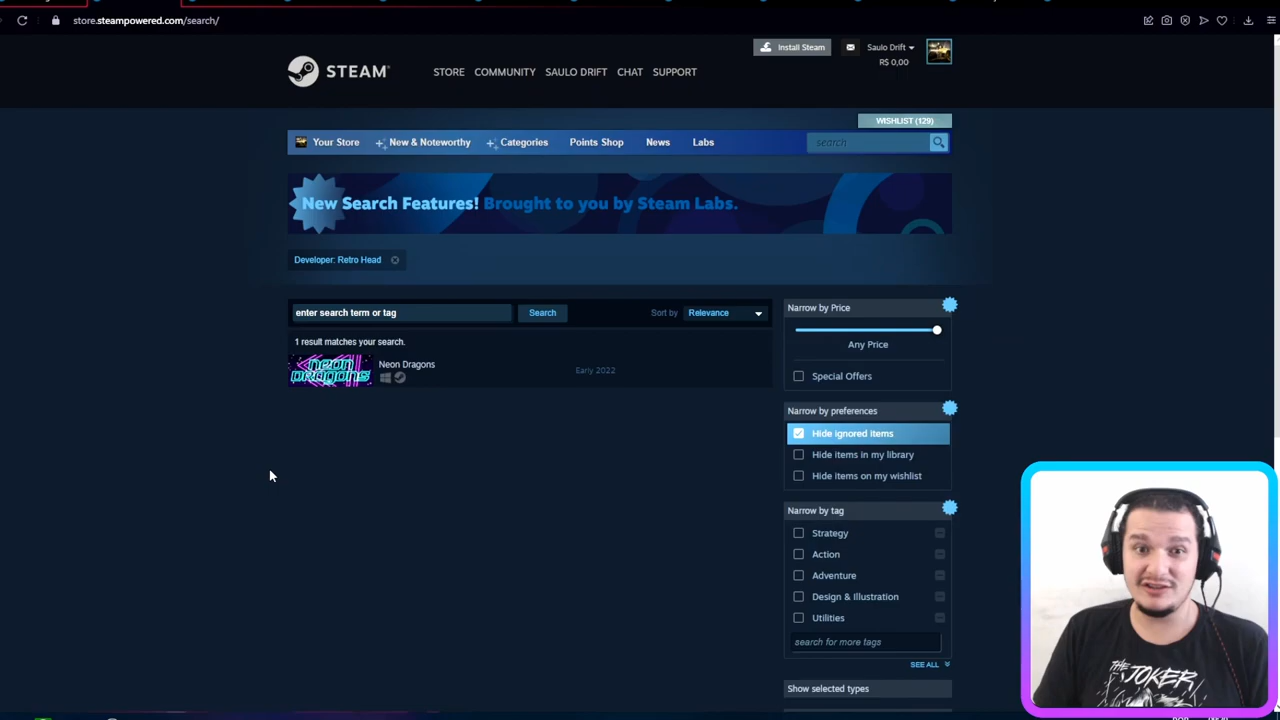 store.steampowered.com/search/
Install Steam
Saulo Drift
R$ 0,00
STEAM
STORE COMMUNITY SAULO DRIFT CHAT SUPPORT
WISHLIST (129)
Your Store New & Noteworthy Categories Points Shop News Labs
search
New Search Features! Brought to you by Steam Labs.
Developer: Retro Head
enter search term or tag
Search
Sort by Relevance
1 result matches your search.
neon dragons
Neon Dragons
Early 2022
Narrow by Price
Any Price
Special Offers
Narrow by preferences
Hide ignored items
Hide items in my library
Hide items on my wishlist
Narrow by tag
Strategy
Action
Adventure
Design & Illustration
Utilities
search for more tags
SEE ALL
Show selected types
THE JOKER